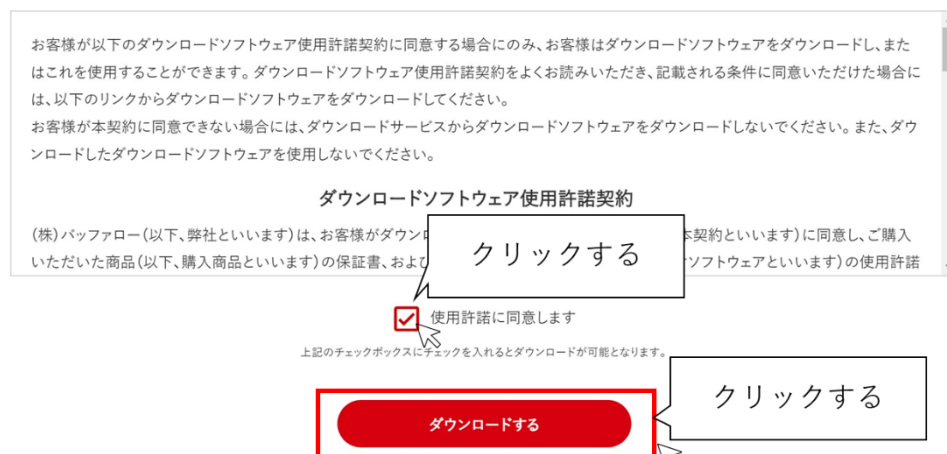 お客様が以下のダウンロードソフトウェア使用許諾契約に同意する場合にのみ、お客様はダウンロードソフトウェアをダウンロードし、また
はこれを使用することができます。ダウンロードソフトウェア使用許諾契約をよくお読みいただき、記載される条件に同意いただけた場合に
は、以下のリンクからダウンロードソフトウェアをダウンロードしてください。
お客様が本契約に同意できない場合には、ダウンロードサービスからダウンロードソフトウェアをダウンロードしないでください。また、ダウ
ンロードしたダウンロードソフトウェアを使用しないでください。
ダウンロードソフトウェア使用許諾契約
(株)バッファロー(以下、弊社といいます)は、お客様がダウン 本契約といいます)に同意し、ご購入
いただいた商品(以下、購入商品といいます)の保証書、およ ソフトウェアといいます)の使用許諾
クリックする
使用許諾に同意します
上記のチェックボックスにチェックを入れるとダウンロードが可能となります。
クリックする
ダウンロードする